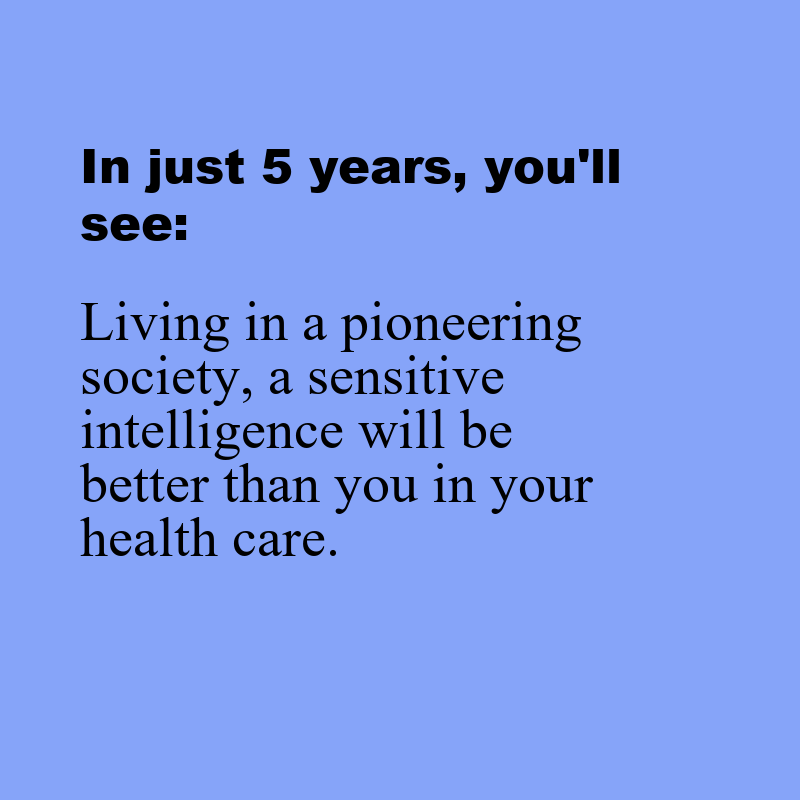 In just 5 years, you'll
see:
Living in a pioneering
society, a sensitive
intelligence will be
better than you in your
health care.